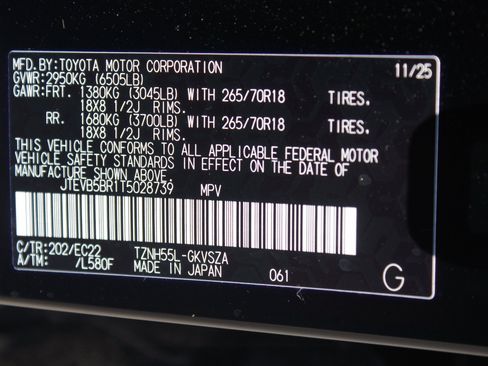 MFD.BY:TOYOTA MOTOR CORPORATION 11/25
GVWR:2950KG (6505LB)
GAWR:FRT. 1380KG (3045LB) WITH 265/70R18 TIRES.
18X8 1/2J RIMS.
RR. 1680KG (3700LB) WITH 265/70R18 TIRES.
18X8 1/2J RIMS.
THIS VEHICLE CONFORMS TO ALL APPLICABLE FEDERAL MOTOR
VEHICLE SAFETY STANDARDS IN EFFECT ON THE DATE OF
MANUFACTURE SHOWN ABOVE.
JTEVB5BR1T5028739 MPV
C/TR:202/EC22 TZNH55L-GKVSZA
A/TM: /L580F MADE IN JAPAN 061 G